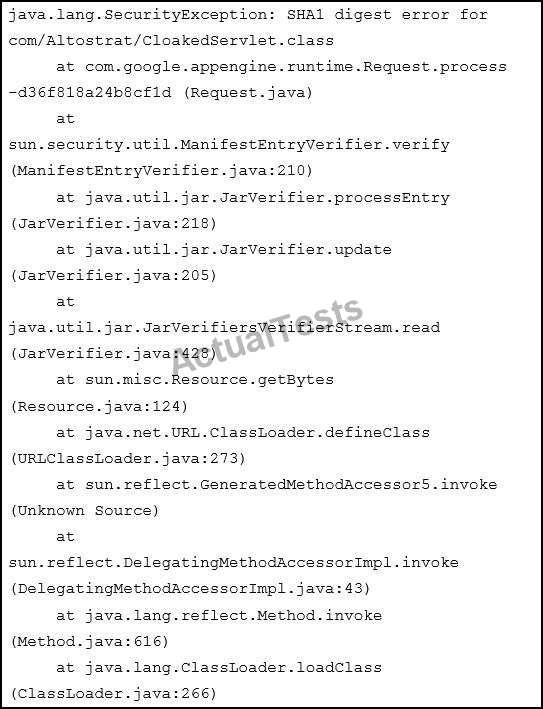 java.lang.SecurityException: SHA1 digest error for
com/Altostrat/CloakedServlet.class
at com.google.appengine.runtime.Request.process
-d36f818a24b8cf1d (Request.java)
at
sun.security.util.ManifestEntryVerifier.verify
(ManifestEntryVerifier.java:210)
at java.util.jar.JarVerifier.processEntry
(JarVerifier.java:218)
at java.util.jar.JarVerifier.update
(JarVerifier.java:205)
at
java.util.jar.JarVerifiersVerifierStream.read
(JarVerifier.java:428)
ActualTests
at sun.misc.Resource.getBytes
(Resource.java:124)
at java.net.URL.ClassLoader.defineClass
(URLClassLoader.java:273)
at sun.reflect.GeneratedMethodAccessor5.invoke
(Unknown Source)
at
sun.reflect.DelegatingMethodAccessorImpl.invoke
(DelegatingMethodAccessorImpl.java:43)
at java.lang.reflect.Method.invoke
(Method.java:616)
at java.lang.ClassLoader.loadClass
(ClassLoader.java:266)